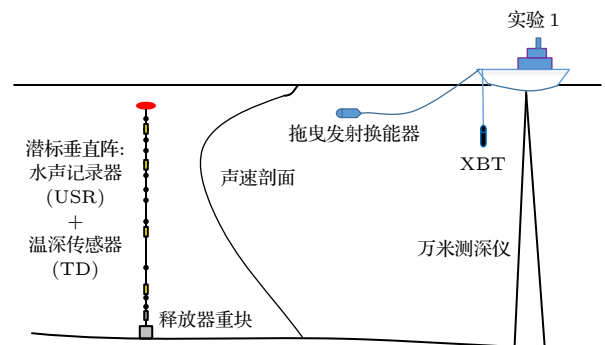 实验 1
拖曳发射换能器
XBT
潜标垂直阵:
水声记录器
(USR)
+
温深传感器
(TD)
声速剖面
万米测深仪
释放器重块